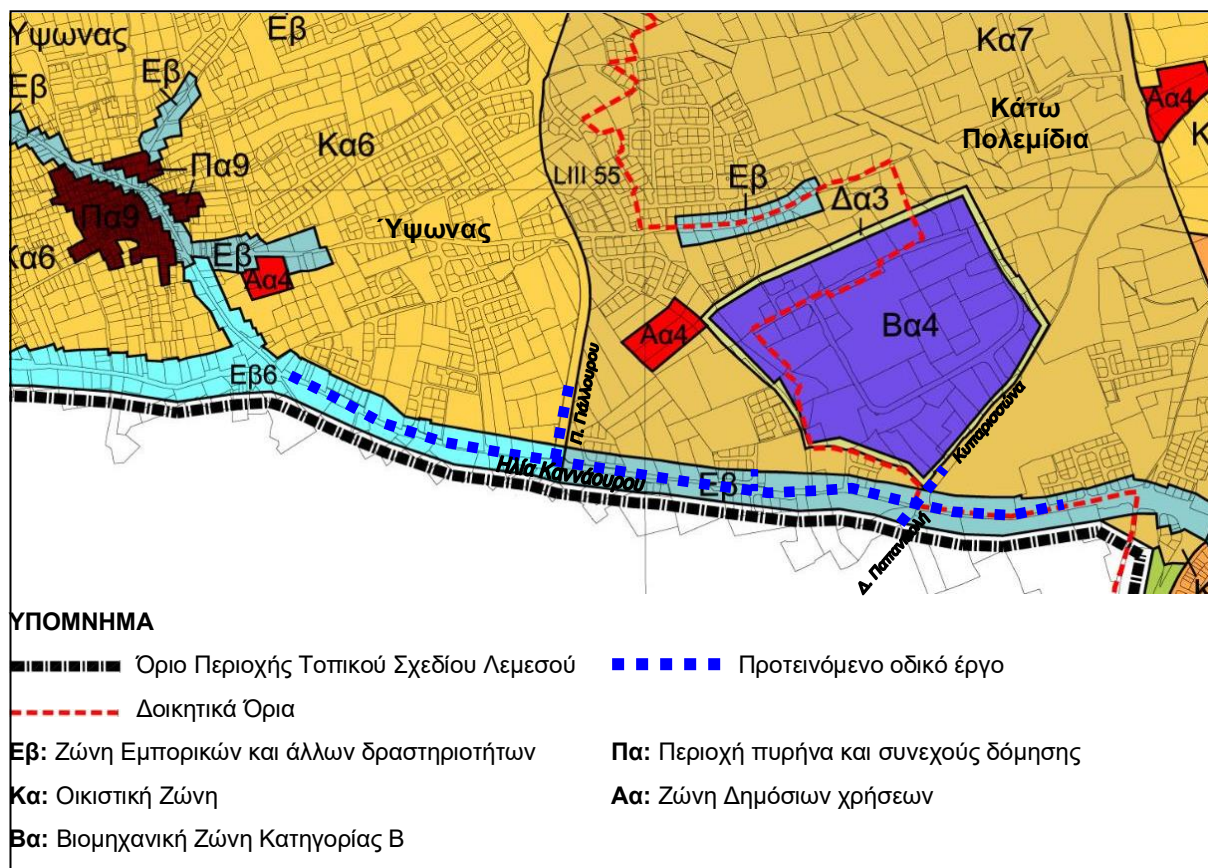 Ύψωνας
Εβ
Κα7
Εβ
Εβ
Αα4
Κάτω
Πολεμίδια
Κα6
Κ
Πα9
LIII 55
Εβ
Δα3
Πα9
Ύψωνας
Κα6
Εβ
Αα4
Βα4
Αα4
Εβ6
Π. Γιάλλουρου
Κυπαρισσώνα
Ηλία Καννάουρου
Εβ
Δ. Παπανικολή
Κ
ΥΠΟΜΝΗΜΑ
Όριο Περιοχής Τοπικού Σχεδίου Λεμεσού
Προτεινόμενο οδικό έργο
Δοικητικά Όρια
Εβ: Ζώνη Εμπορικών και άλλων δραστηριοτήτων
Πα: Περιοχή πυρήνα και συνεχούς δόμησης
Κα: Οικιστική Ζώνη
Αα: Ζώνη Δημόσιων χρήσεων
Βα: Βιομηχανική Ζώνη Κατηγορίας Β